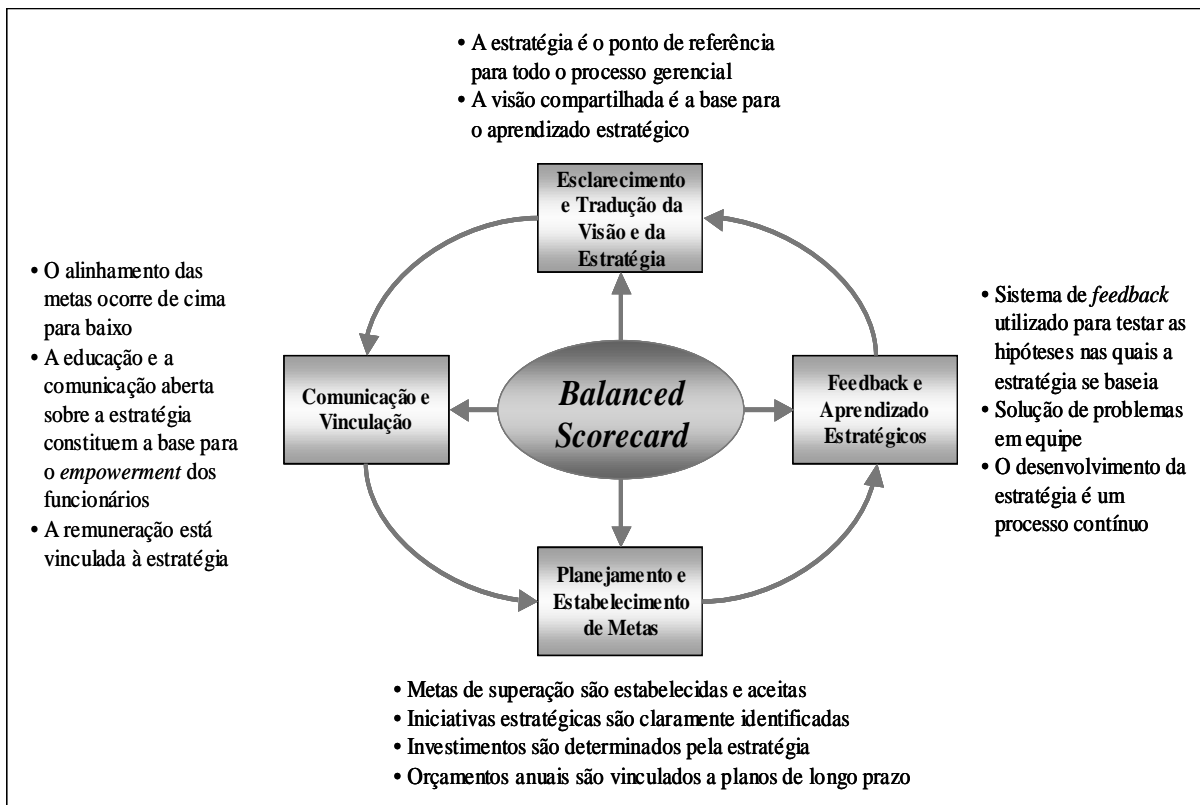 • A estratégia é o ponto de referência
para todo o processo gerencial
• A visão compartilhada é a base para
o aprendizado estratégico
Esclarecimento
e Tradução da
Visão e da
Estratégia
• O alinhamento das
metas ocorre de cima
para baixo
• A educação e a
comunicação aberta
sobre a estratégia
constituem a base para
o empowerment dos
funcionários
• A remuneração está
vinculada à estratégia
Comunicação e
Vinculação
Balanced
Scorecard
Feedback e
Aprendizado
Estratégicos
• Sistema de feedback
utilizado para testar as
hipóteses nas quais a
estratégia se baseia
• Solução de problemas
em equipe
• O desenvolvimento da
estratégia é um
processo contínuo
Planejamento e
Estabelecimento
de Metas
• Metas de superação são estabelecidas e aceitas
• Iniciativas estratégicas são claramente identificadas
• Investimentos são determinados pela estratégia
• Orçamentos anuais são vinculados a planos de longo prazo